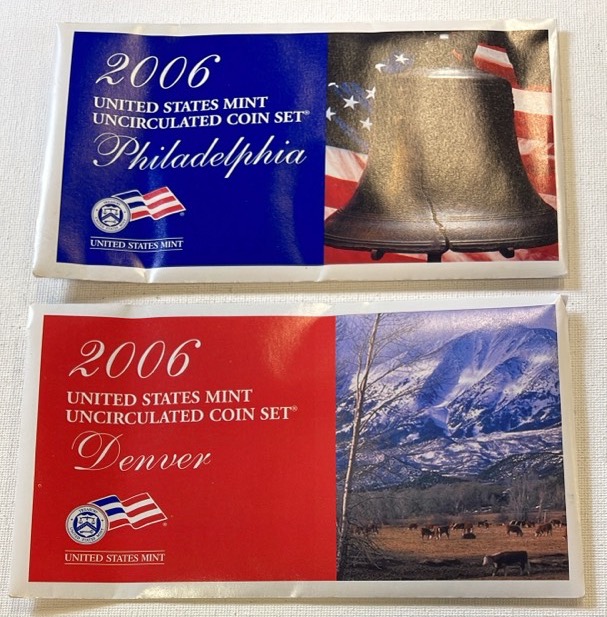 2006
UNITED STATES MINT
UNCIRCULATED COIN SET®
Philadelphia
UNITED STATES MINT
2006
UNITED STATES MINT
UNCIRCULATED COIN SET®
Denver
UNITED STATES MINT